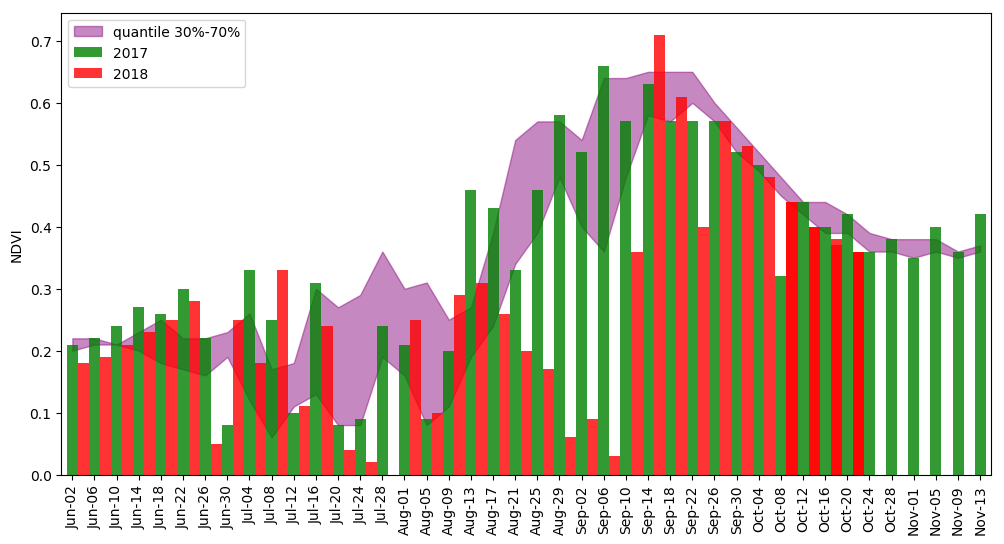 quantile 30%-70%
2017
2018
NDVI
0.7
0.6
0.5
0.4
0.3
0.2
0.1
0.0
Jun-02
Jun-06
Jun-10
Jun-14
Jun-18
Jun-22
Jun-26
Jun-30
Jul-04
Jul-08
Jul-12
Jul-16
Jul-20
Jul-24
Jul-28
Aug-01
Aug-05
Aug-09
Aug-13
Aug-17
Aug-21
Aug-25
Aug-29
Sep-02
Sep-06
Sep-10
Sep-14
Sep-18
Sep-22
Sep-26
Sep-30
Oct-04
Oct-08
Oct-12
Oct-16
Oct-20
Oct-24
Oct-28
Nov-01
Nov-05
Nov-09
Nov-13